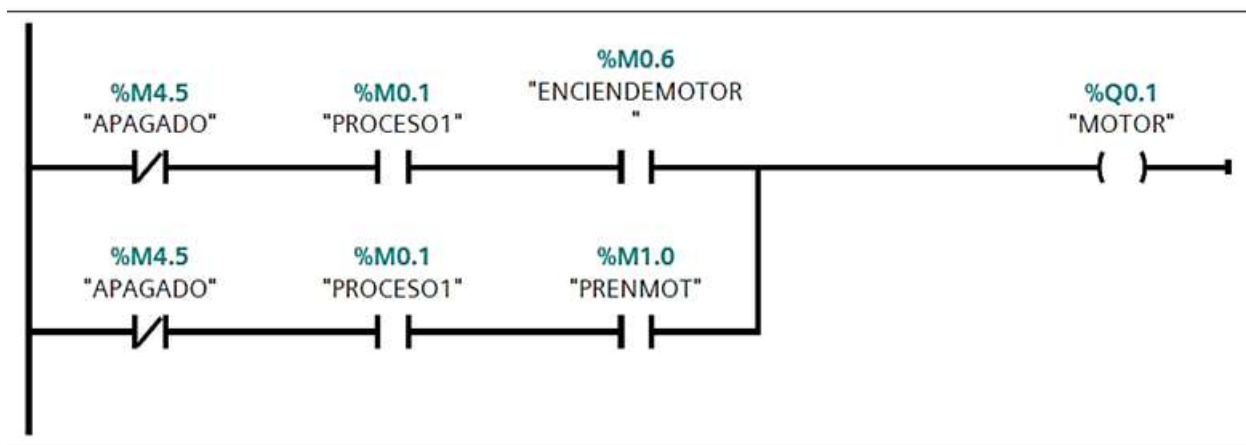 %M0.6
%M4.5 %M0.1 "ENCIENDEMOTOR %Q0.1
"APAGADO" "PROCESO1" " "MOTOR"
%M4.5 %M0.1 %M1.0
"APAGADO" "PROCESO1" "PRENMOT"